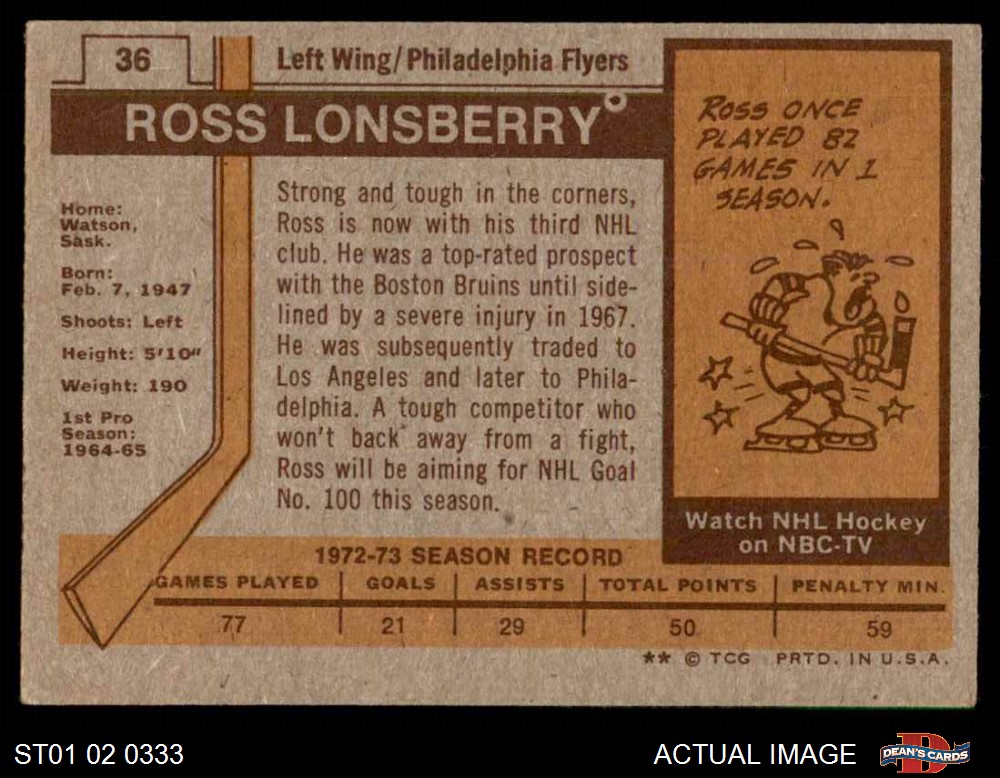 36
Left Wing/Philadelphia Flyers
ROSS LONSBERRY°
Home:
Watson,
Sask.
Born:
Feb. 7, 1947
Shoots: Left
Height: 5'10"
Weight: 190
1st Pro
Season:
1964-65
Strong and tough in the corners,
Ross is now with his third NHL
club. He was a top-rated prospect
with the Boston Bruins until side-
lined by a severe injury in 1967.
He was subsequently traded to
Los Angeles and later to Phila-
delphia. A tough competitor who
won't back away from a fight,
Ross will be aiming for NHL Goal
No. 100 this season.
ROSS ONCE
PLAYED 82
GAMES IN 1
SEASON.
Watch NHL Hockey
on NBC-TV
1972-73 SEASON RECORD
GAMES PLAYED GOALS ASSISTS TOTAL POINTS PENALTY MIN.
77 21 29 50 59
** © TCG PRTD. IN U.S.A.
ST01 02 0333 ACTUAL IMAGE DEAN'S CARDS